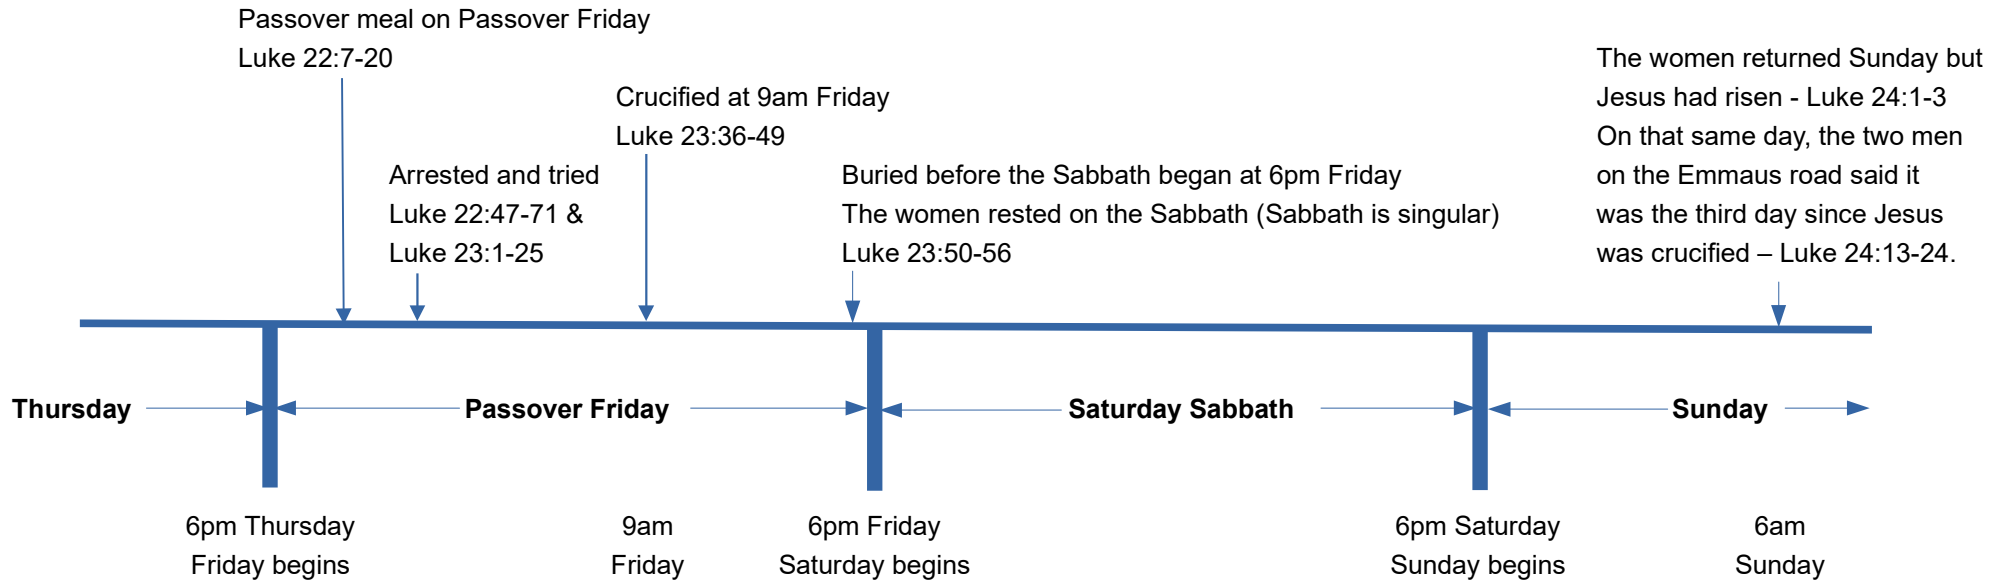 Passover meal on Passover Friday
Luke 22:7-20
Crucified at 9am Friday
Luke 23:36-49
Arrested and tried
Luke 22:47-71 &
Luke 23:1-25
Buried before the Sabbath began at 6pm Friday
The women rested on the Sabbath (Sabbath is singular)
Luke 23:50-56
The women returned Sunday but
Jesus had risen - Luke 24:1-3
On that same day, the two men
on the Emmaus road said it
was the third day since Jesus
was crucified – Luke 24:13-24.
Thursday
Passover Friday
Saturday Sabbath
Sunday
6pm Thursday
Friday begins
9am
Friday
6pm Friday
Saturday begins
6pm Saturday
Sunday begins
6am
Sunday